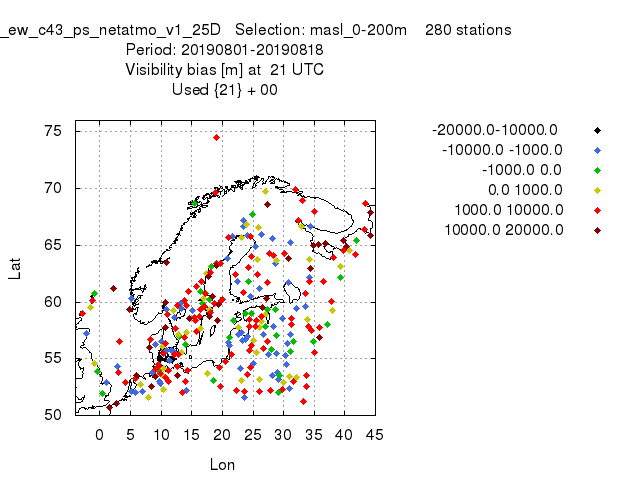 _ew_c43_ps_netatmo_v1_25D Selection: masl_0-200m 280 stations
Period: 20190801-20190818
Visibility bias [m] at 21 UTC
Used {21} + 00
-20000.0-10000.0
-10000.0 -1000.0
-1000.0 0.0
0.0 1000.0
1000.0 10000.0
10000.0 20000.0
75
70
65
60
55
50
Lat
0 5 10 15 20 25 30 35 40 45
Lon